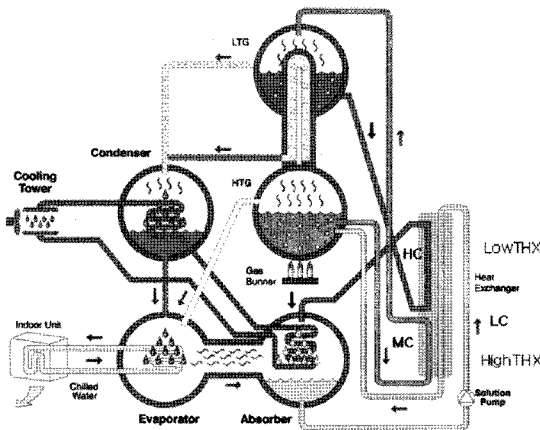 LTG
Condenser
Cooling
Tower
HTG
LowTHX
HC
Gas
Bunner
Heat
Exchanger
Indoor Unit
LC
MC
HighTHX
Chilled
Water
Solution
Pump
Evaporator
Absorber